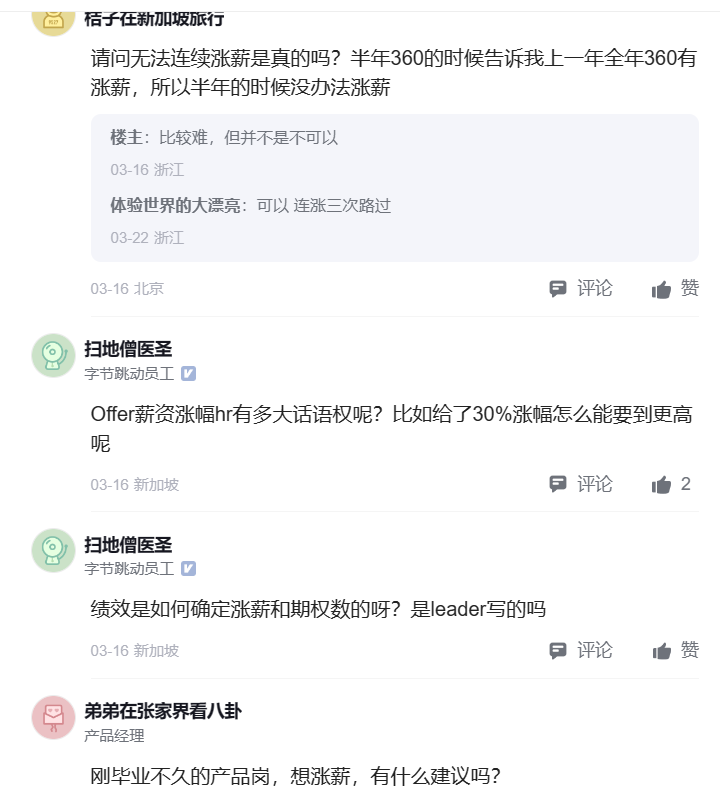 桔子在新加坡旅行
请问无法连续涨薪是真的吗？半年360的时候告诉我上一年全年360有
涨薪，所以半年的时候没办法涨薪
楼主：比较难，但并不是不可以
03-16 浙江
体验世界的大漂亮：可以 连涨三次路过
03-22 浙江
03-16 北京 评论 赞
扫地僧医圣
字节跳动员工
Offer薪资涨幅hr有多大话语权呢？比如给了30%涨幅怎么能要到更高
呢
03-16 新加坡 评论 2
扫地僧医圣
字节跳动员工
绩效是如何确定涨薪和期权数的呀？是leader写的吗
03-16 新加坡 评论 赞
弟弟在张家界看八卦
产品经理
刚毕业不久的产品岗，想涨薪，有什么建议吗？